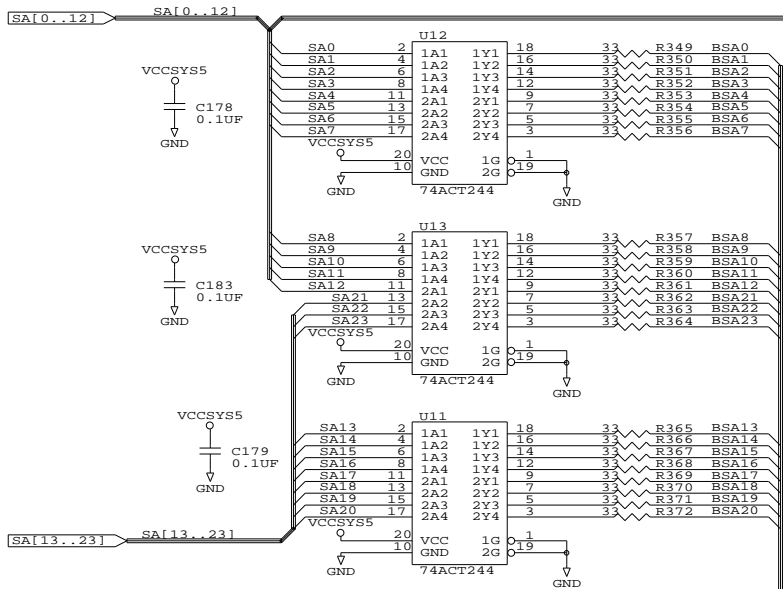 SA[0..12] SA[0..12]
U12
SA0 2 1A1 1Y1 18 33 R349 BSA0
SA1 4 1A2 1Y2 16 33 R350 BSA1
SA2 6 1A3 1Y3 14 33 R351 BSA2
SA3 8 1A4 1Y4 12 33 R352 BSA3
SA4 11 2A1 2Y1 9 33 R353 BSA4
SA5 13 2A2 2Y2 7 33 R354 BSA5
SA6 15 2A3 2Y3 5 33 R355 BSA6
SA7 17 2A4 2Y4 3 33 R356 BSA7
VCCSYS5
C178
0.1UF
GND
VCCSYS5
20 VCC 1G 1
10 GND 2G 19
GND
74ACT244
GND
U13
SA8 2 1A1 1Y1 18 33 R357 BSA8
SA9 4 1A2 1Y2 16 33 R358 BSA9
SA10 6 1A3 1Y3 14 33 R359 BSA10
SA11 8 1A4 1Y4 12 33 R360 BSA11
SA12 11 2A1 2Y1 9 33 R361 BSA12
SA21 13 2A2 2Y2 7 33 R362 BSA21
SA22 15 2A3 2Y3 5 33 R363 BSA22
SA23 17 2A4 2Y4 3 33 R364 BSA23
VCCSYS5
C183
0.1UF
GND
VCCSYS5
20 VCC 1G 1
10 GND 2G 19
GND
74ACT244
GND
U11
SA13 2 1A1 1Y1 18 33 R365 BSA13
SA14 4 1A2 1Y2 16 33 R366 BSA14
SA15 6 1A3 1Y3 14 33 R367 BSA15
SA16 8 1A4 1Y4 12 33 R368 BSA16
SA17 11 2A1 2Y1 9 33 R369 BSA17
SA18 13 2A2 2Y2 7 33 R370 BSA18
SA19 15 2A3 2Y3 5 33 R371 BSA19
SA20 17 2A4 2Y4 3 33 R372 BSA20
VCCSYS5
C179
0.1UF
GND
VCCSYS5
20 VCC 1G 1
10 GND 2G 19
GND
74ACT244
GND
SA[13..23] SA[13..23]